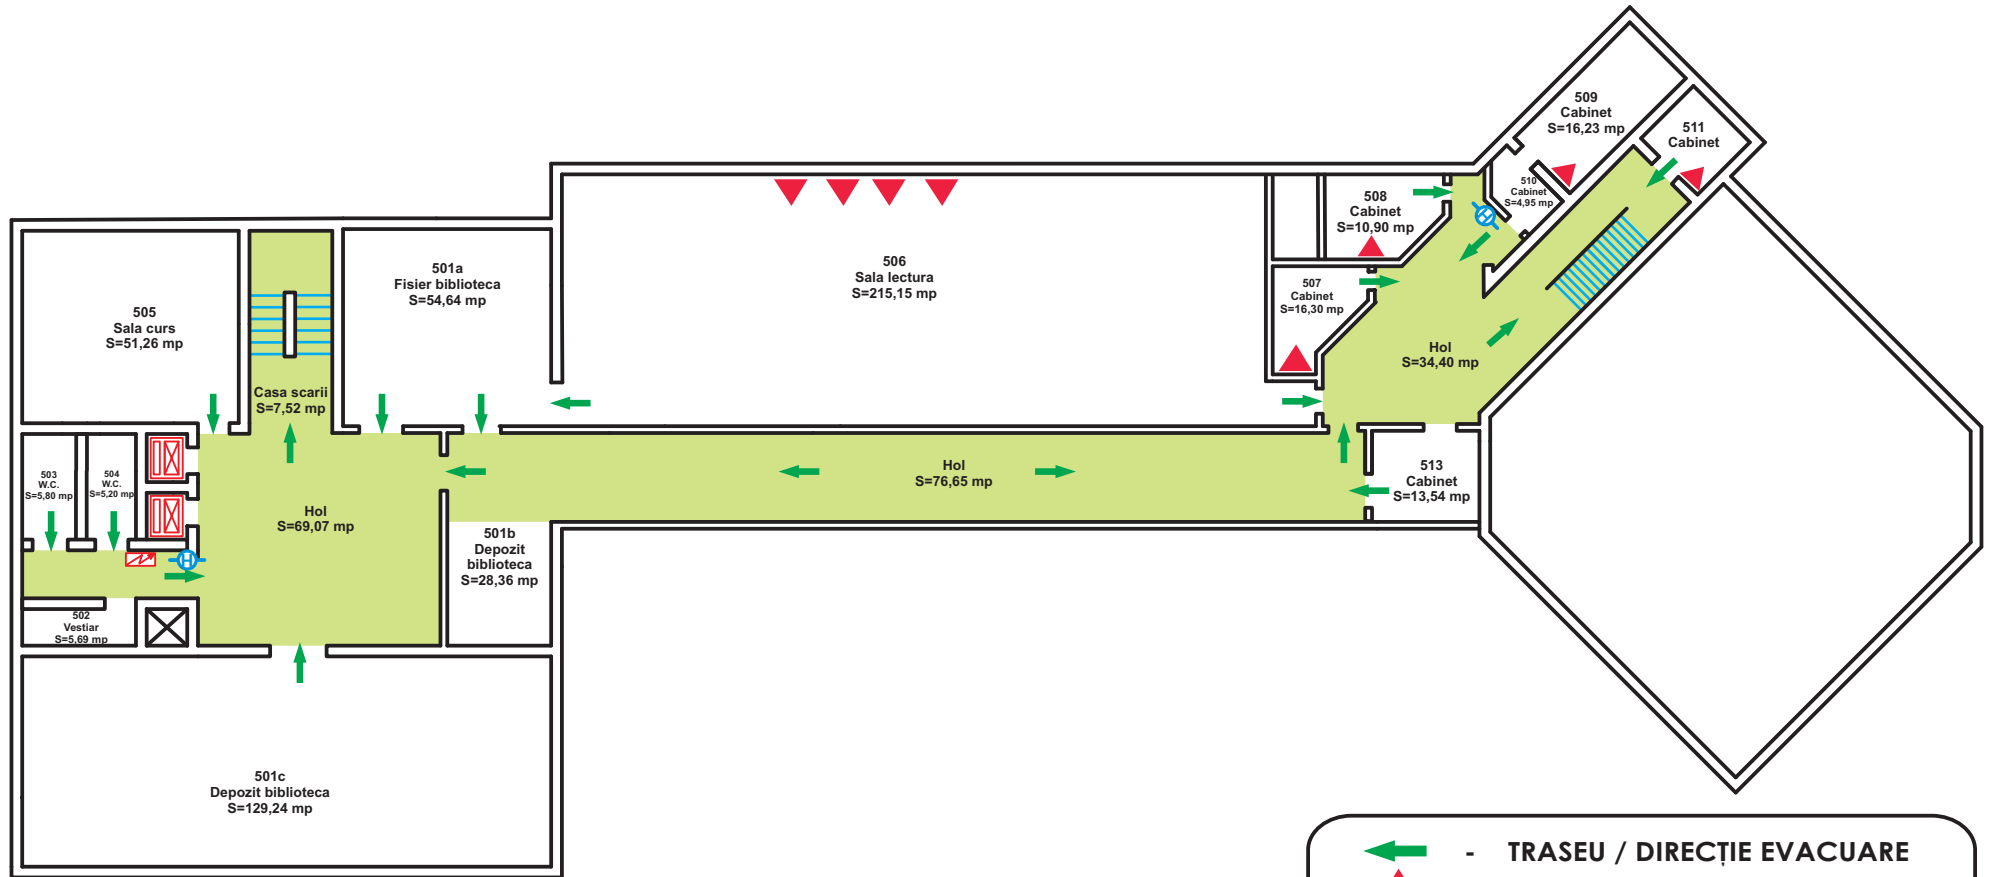 509
Cabinet
S=16,23 mp
511
Cabinet
510
Cabinet
S=4,95 mp
508
Cabinet
S=10,90 mp
501a
Fisier biblioteca
S=54,64 mp
506
Sala lectura
S=215,15 mp
507
Cabinet
S=16,30 mp
505
Sala curs
S=51,26 mp
Hol
S=34,40 mp
Casa scarii
S=7,52 mp
503
W.C.
S=5,80 mp
504
W.C.
S=5,20 mp
Hol
S=76,65 mp
513
Cabinet
S=13,54 mp
Hol
S=69,07 mp
501b
Depozit
biblioteca
S=28,36 mp
H
H
502
Vestiar
S=5,69 mp
501c
Depozit biblioteca
S=129,24 mp
- TRASEU / DIRECȚIE EVACUARE